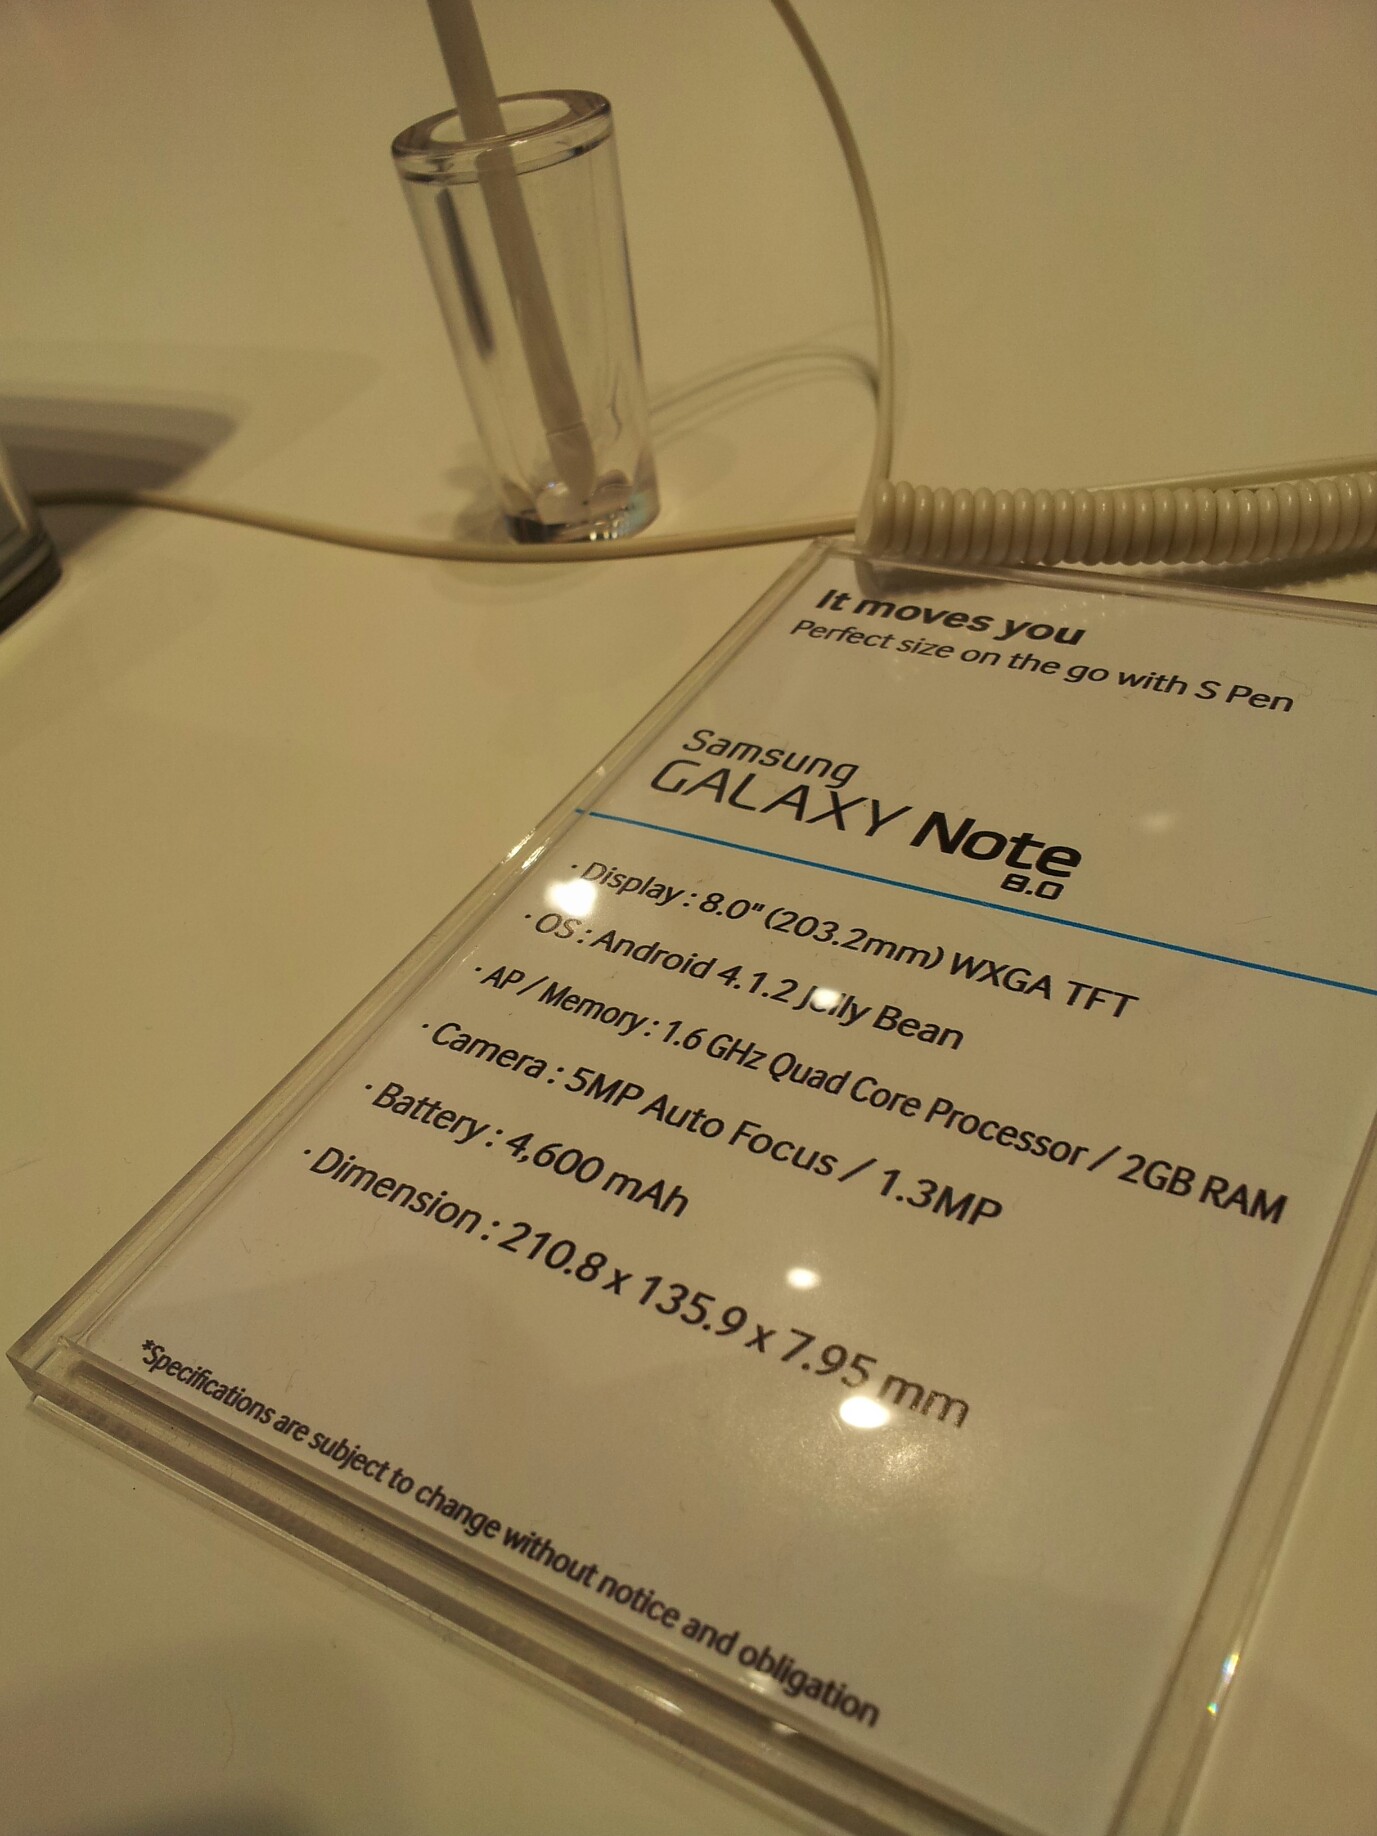 It moves you
Perfect size on the go with S Pen
Samsung
GALAXY Note
8.0
· Display : 8.0" (203.2mm) WXGA TFT
· OS : Android 4.1.2 Jelly Bean
· AP / Memory : 1.6 GHz Quad Core Processor / 2GB RAM
· Camera : 5MP Auto Focus / 1.3MP
· Battery : 4,600 mAh
· Dimension : 210.8 x 135.9 x 7.95 mm
*Specifications are subject to change without notice and obligation